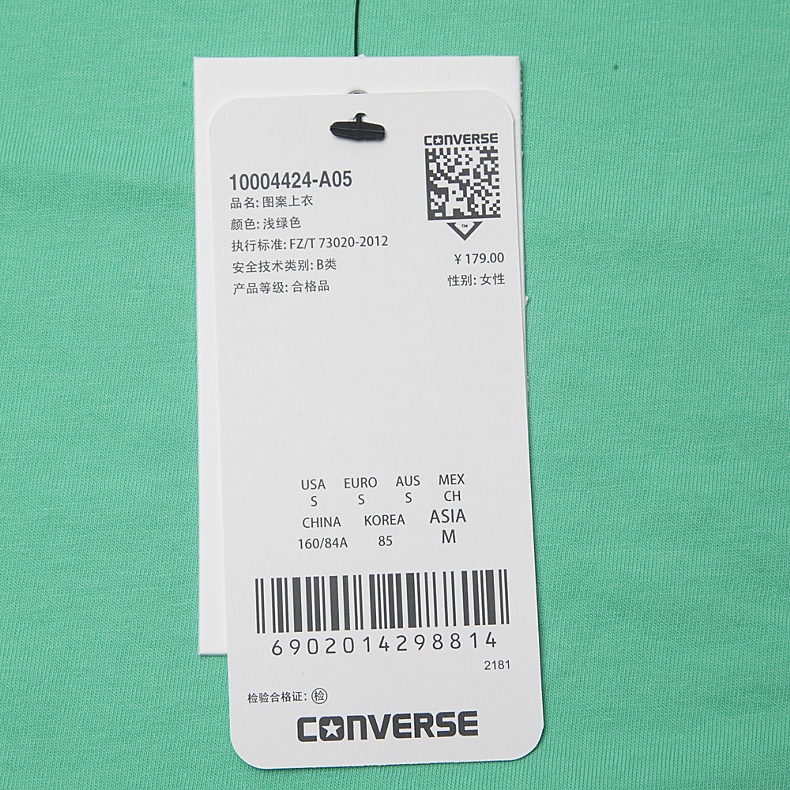 CONVERSE
10004424-A05
品名: 图案上衣
颜色: 浅绿色
执行标准: FZ/T 73020-2012
安全技术类别: B类
产品等级: 合格品
TM
¥ 179.00
性别: 女性
USA EURO AUS MEX
S S S CH
CHINA KOREA ASIA
160/84A 85 M
6902014298814
2181
检验合格证: 检
CONVERSE